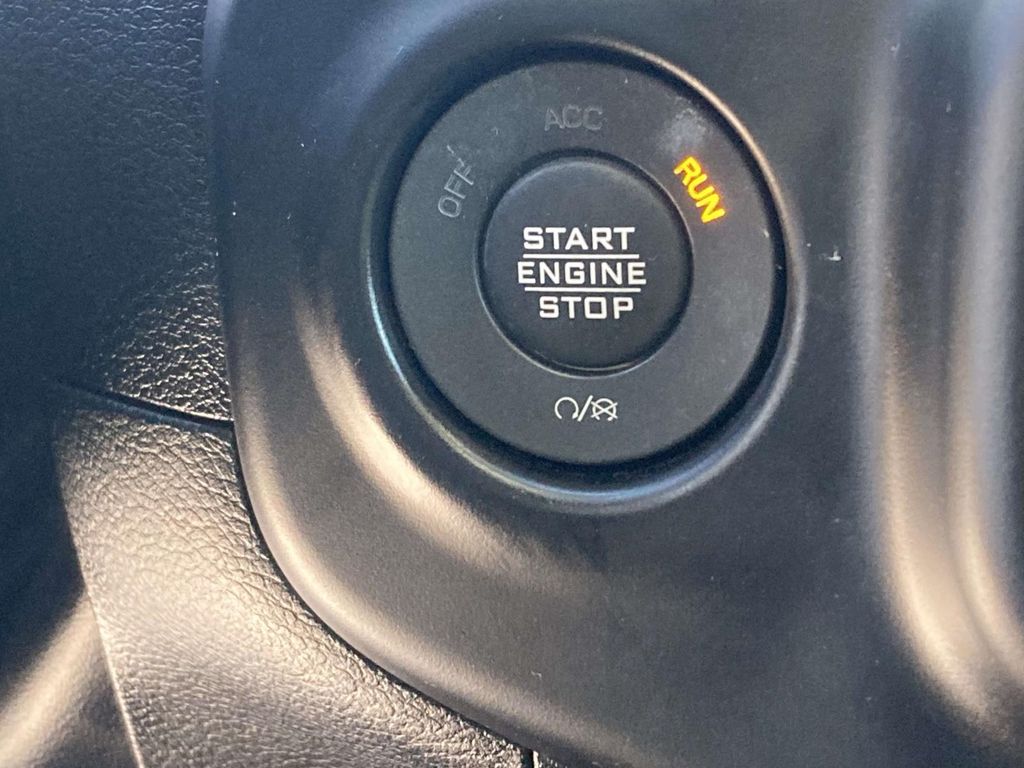 ACC
OFF
RUN
START
ENGINE
STOP